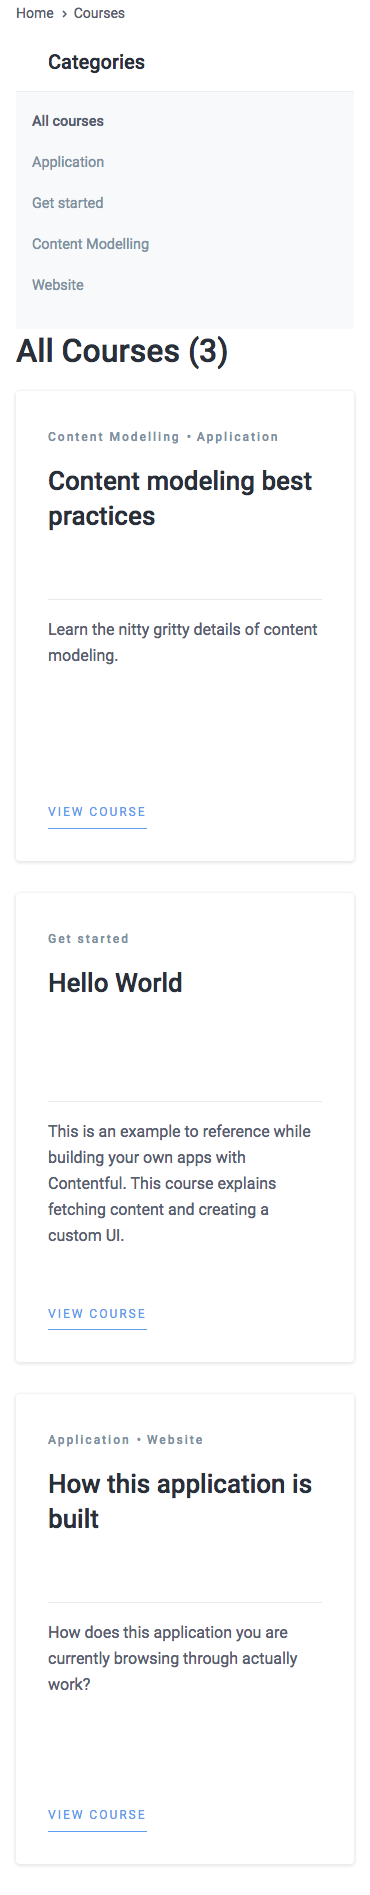 Home › Courses
Categories
All courses
Application
Get started
Content Modelling
Website
All Courses (3)
Content Modelling • Application
Content modeling best
practices
Learn the nitty gritty details of content
modeling.
VIEW COURSE
Get started
Hello World
This is an example to reference while
building your own apps with
Contentful. This course explains
fetching content and creating a
custom UI.
VIEW COURSE
Application • Website
How this application is
built
How does this application you are
currently browsing through actually
work?
VIEW COURSE